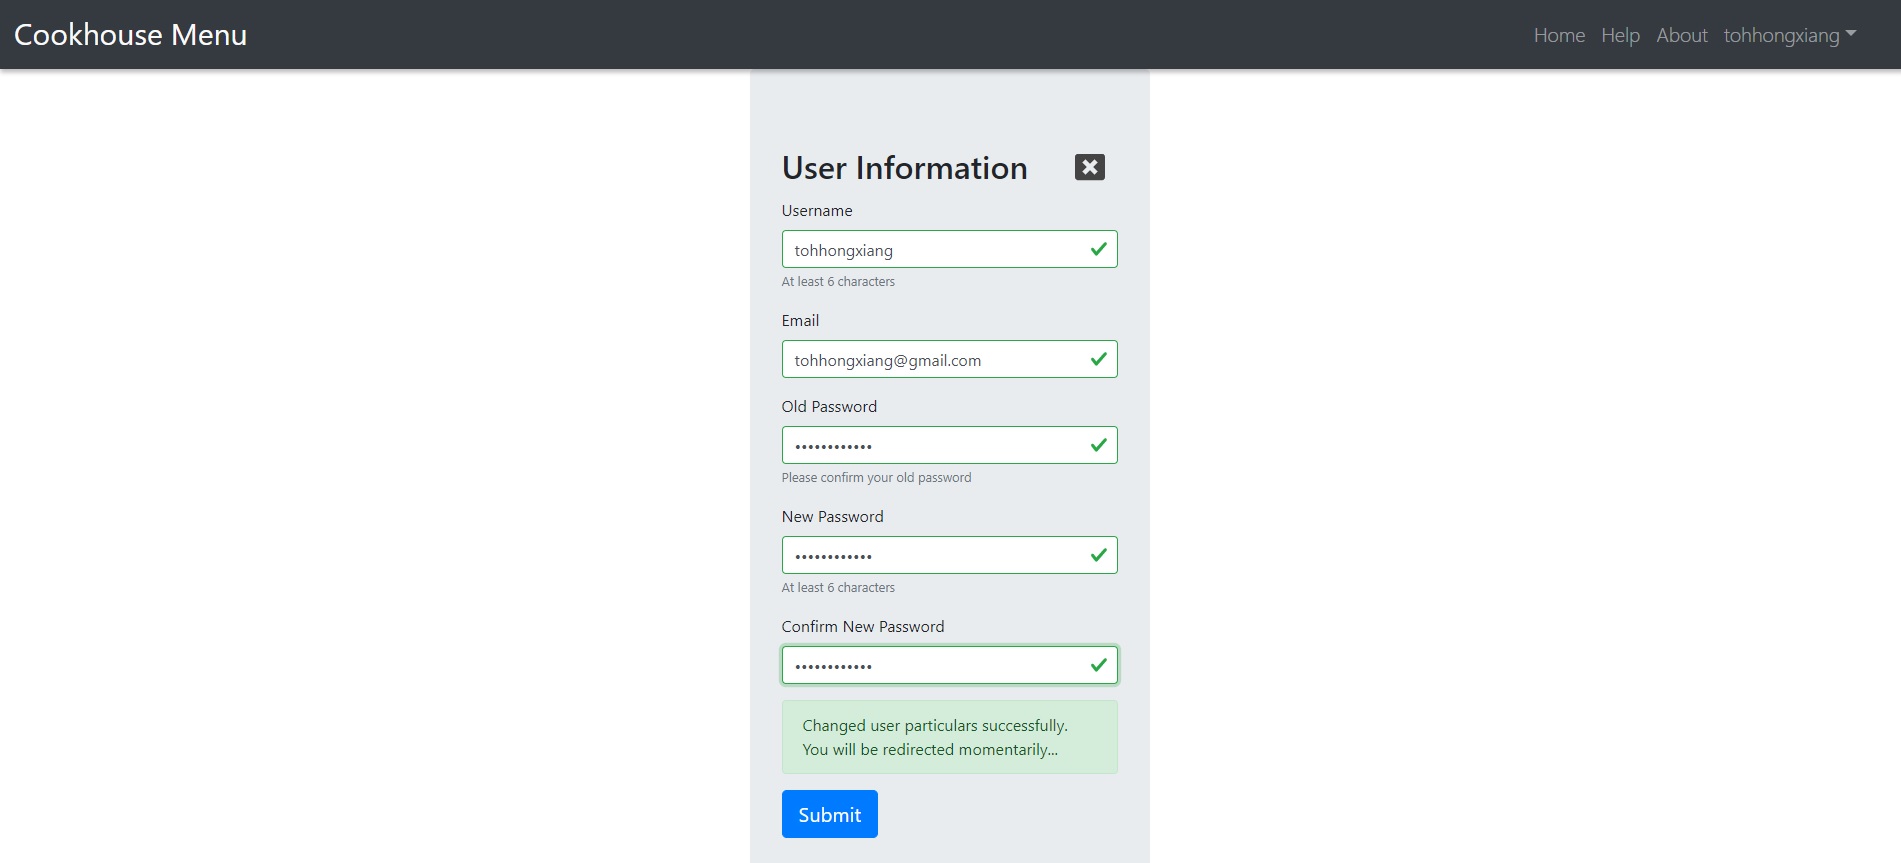 Cookhouse Menu
Home Help About tohhongxiang
User Information
Username
tohhongxiang
At least 6 characters
Email
tohhongxiang@gmail.com
Old Password
••••••••••••
Please confirm your old password
New Password
••••••••••••
At least 6 characters
Confirm New Password
••••••••••••
Changed user particulars successfully.
You will be redirected momentarily...
Submit